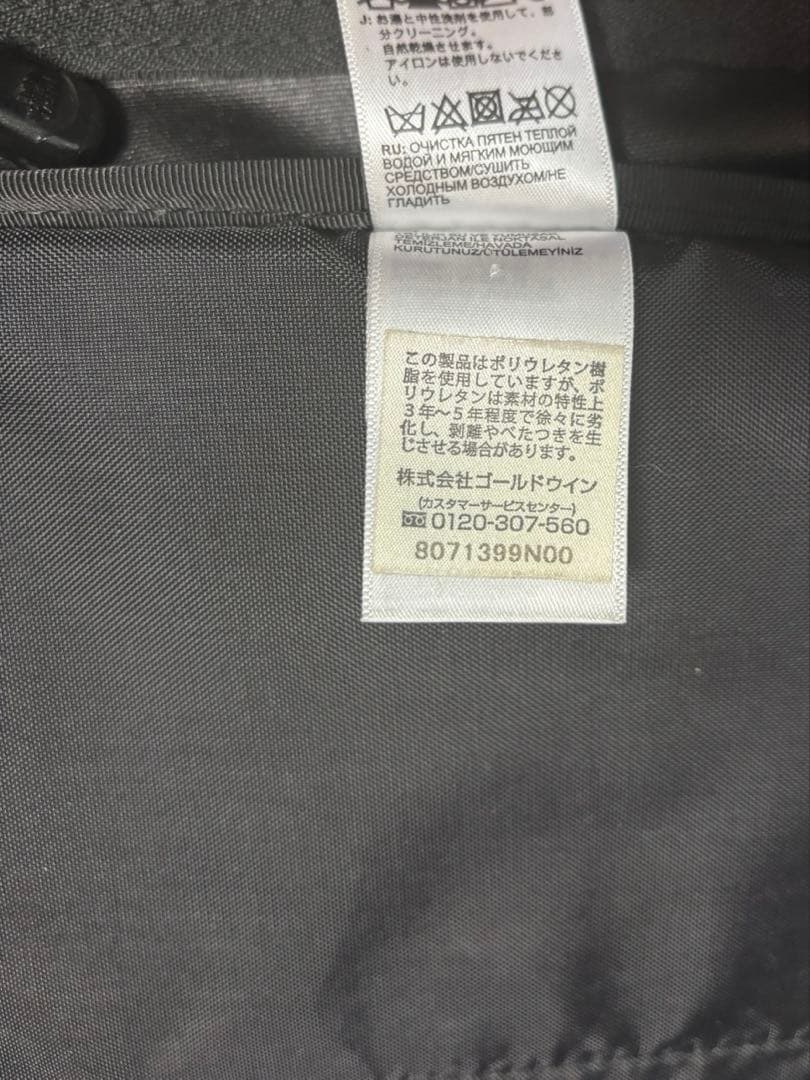 J: お湯と中性洗剤を使用して、部
分クリーニング。
自然乾燥させます。
アイロンは使用しないでくださ
い。
RU: ОЧИСТКА ПЯТЕН ТЕПЛОЙ
ВОДОЙ И МЯГКИМ МОЮЩИМ
СРЕДСТВОМ/СУШИТЬ
ХОЛОДНЫМ ВОЗДУХОМ/НЕ
ГЛАДИТЬ
DETERJAN ILE NOKTASAL
TEMIZLEME/HAVADA
KURUTUNUZ/ÜTÜLEMEYİNİZ
この製品はポリウレタン樹
脂を使用していますが、ポ
リウレタンは素材の特性上
3年〜5年程度で徐々に劣
化し、剥離やべたつきを生
じさせる場合があります。
株式会社ゴールドウイン
(カスタマーサービスセンター)
0120-307-560
8071399N00